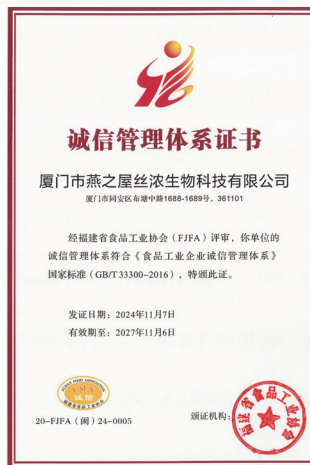 诚信管理体系证书
厦门市燕之屋丝浓生物科技有限公司
厦门市同安区布塘中路1688-1689号，361101
经福建省食品工业协会（FJFA）评审，你单位的
诚信管理体系符合《食品工业企业诚信管理体系》
国家标准（GB/T33300-2016），特颁此证。
发证日期：2024年11月7日
有效期至：2027年11月6日
诚信
20-FJFA（闽）24-0005
颁证机构：
福建省食品工业协会